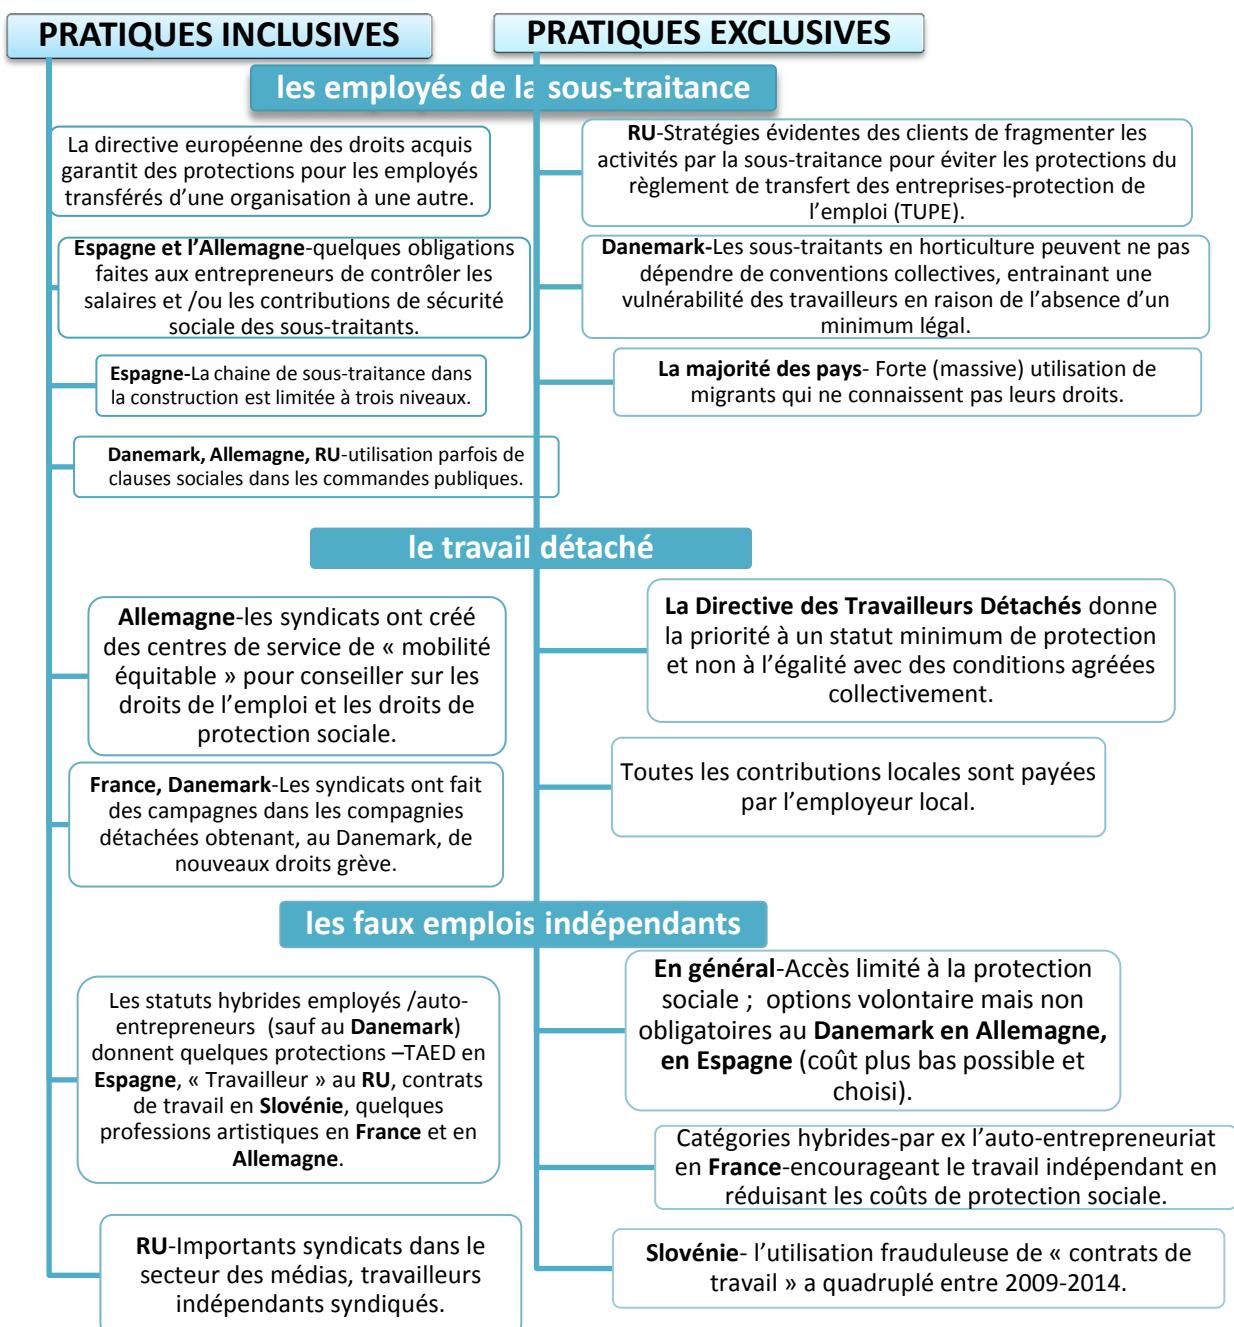 PRATIQUES INCLUSIVES
PRATIQUES EXCLUSIVES
les employés de la sous-traitance
La directive européenne des droits acquis
garantit des protections pour les employés
transférés d’une organisation à une autre.
Espagne et l’Allemagne-quelques obligations
faites aux entrepreneurs de contrôler les
salaires et /ou les contributions de sécurité
sociale des sous-traitants.
Espagne-La chaine de sous-traitance dans
la construction est limitée à trois niveaux.
Danemark, Allemagne, RU-utilisation parfois de
clauses sociales dans les commandes publiques.
RU-Stratégies évidentes des clients de fragmenter les
activités par la sous-traitance pour éviter les protections du
règlement de transfert des entreprises-protection de
l’emploi (TUPE).
Danemark-Les sous-traitants en horticulture peuvent ne pas
dépendre de conventions collectives, entrainant une
vulnérabilité des travailleurs en raison de l’absence d’un
minimum légal.
La majorité des pays- Forte (massive) utilisation de
migrants qui ne connaissent pas leurs droits.
le travail détaché
Allemagne-les syndicats ont créé
des centres de service de « mobilité
équitable » pour conseiller sur les
droits de l’emploi et les droits de
protection sociale.
France, Danemark-Les syndicats ont fait
des campagnes dans les compagnies
détachées obtenant, au Danemark, de
nouveaux droits grève.
La Directive des Travailleurs Détachés donne
la priorité à un statut minimum de protection
et non à l’égalité avec des conditions agréées
collectivement.
Toutes les contributions locales sont payées
par l’employeur local.
les faux emplois indépendants
Les statuts hybrides employés /auto-
entrepreneurs (sauf au Danemark)
donnent quelques protections –TAED en
Espagne, « Travailleur » au RU, contrats
de travail en Slovénie, quelques
professions artistiques en France et en
Allemagne.
RU-Importants syndicats dans le
secteur des médias, travailleurs
indépendants syndiqués.
En général-Accès limité à la protection
sociale ; options volontaire mais non
obligatoires au Danemark en Allemagne,
en Espagne (coût plus bas possible et
choisi).
Catégories hybrides-par ex l’auto-entrepreneuriat
en France-encourageant le travail indépendant en
réduisant les coûts de protection sociale.
Slovénie- l’utilisation frauduleuse de « contrats de
travail » a quadruplé entre 2009-2014.